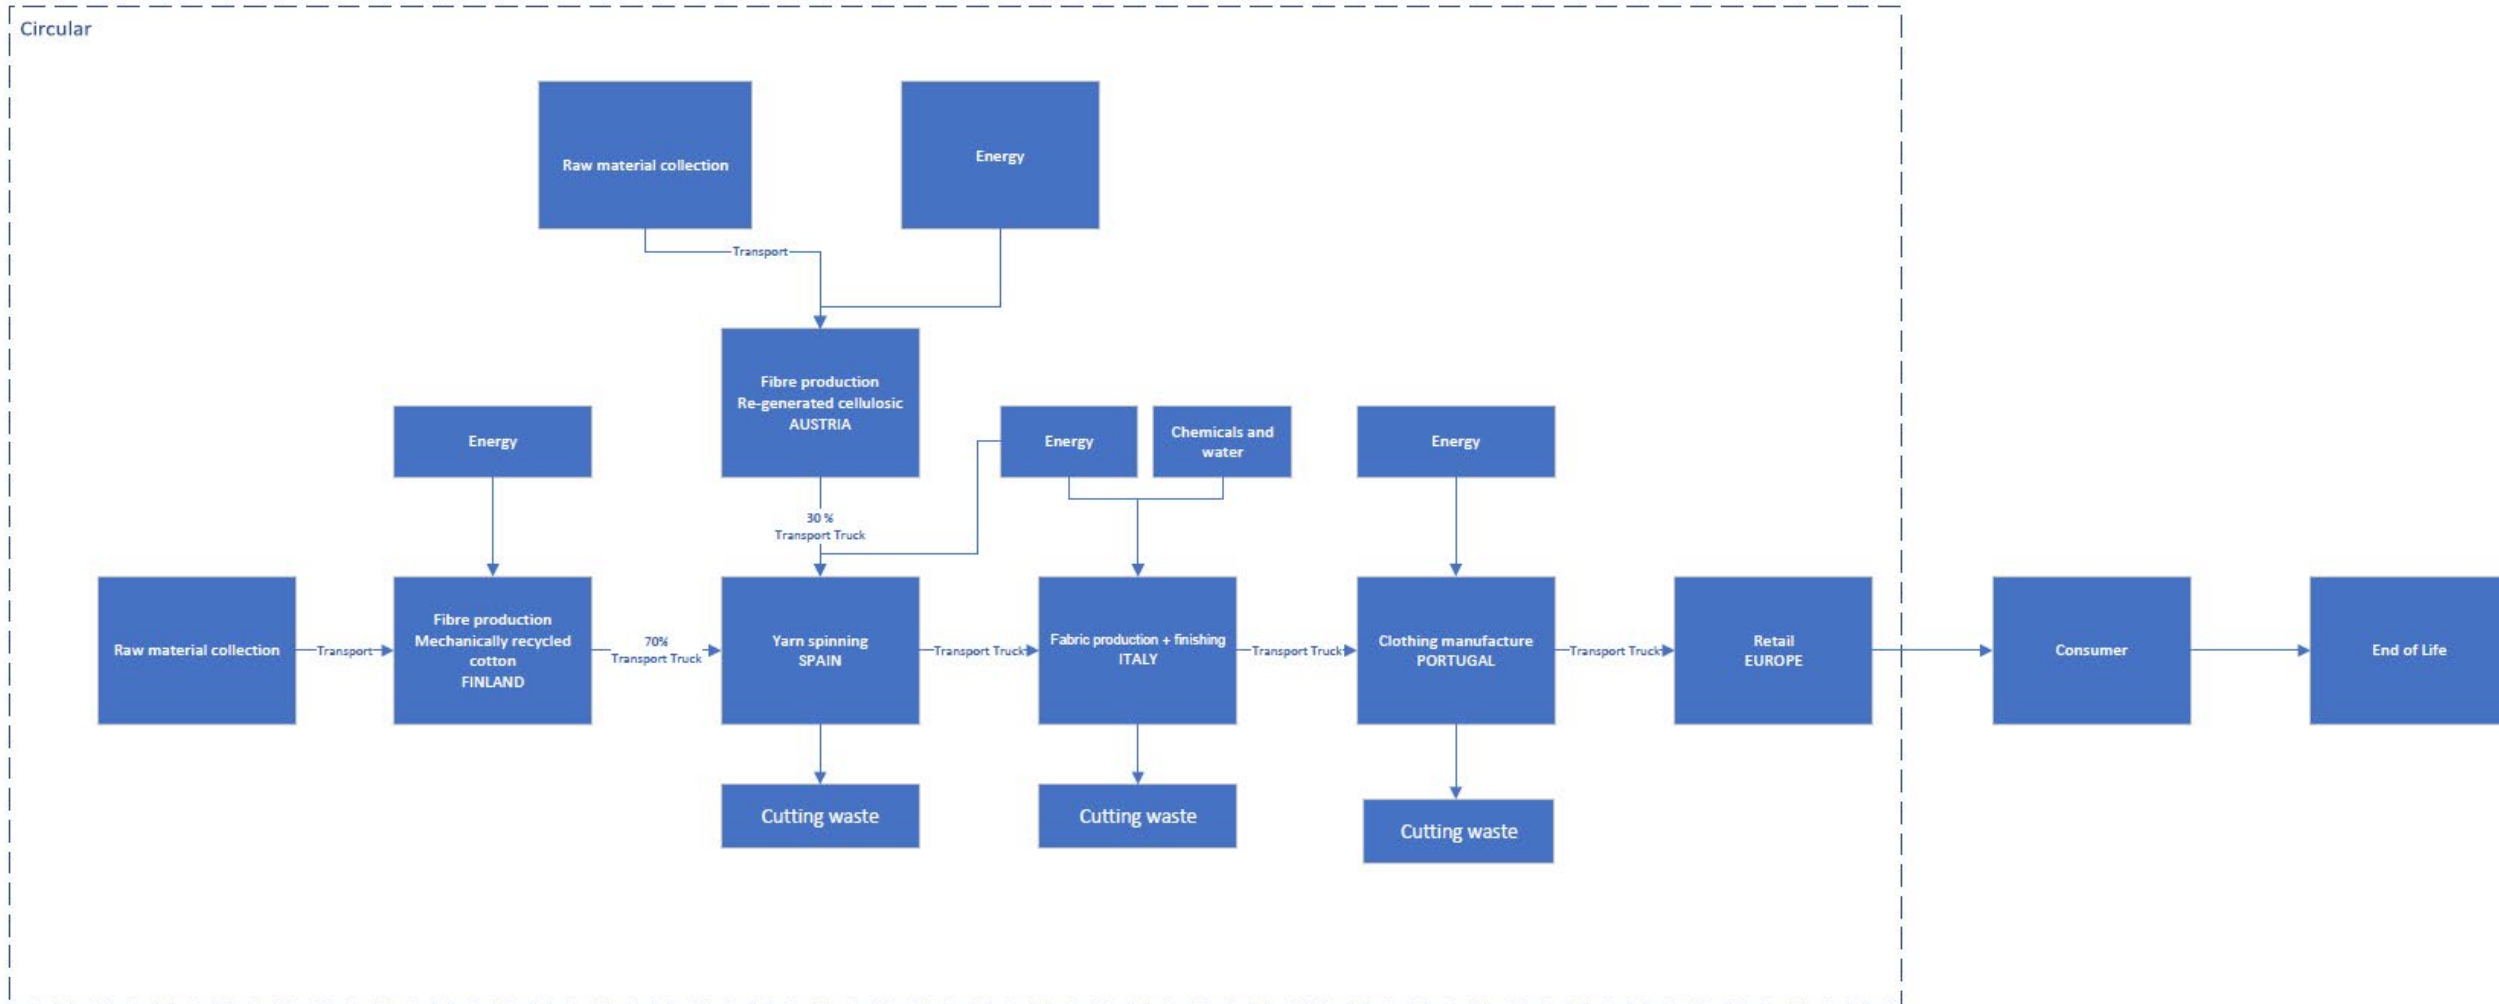 Circular
Raw material collection
Energy
Transport
Fibre production
Re-generated cellulosic
AUSTRIA
Energy
Energy
Chemicals and
water
Energy
30 %
Transport Truck
Raw material collection
Transport
Fibre production
Mechanically recycled
cotton
FINLAND
70%
Transport Truck
Yarn spinning
SPAIN
Transport Truck
Fabric production + finishing
ITALY
Transport Truck
Clothing manufacture
PORTUGAL
Transport Truck
Retail
EUROPE
Consumer
End of Life
Cutting waste
Cutting waste
Cutting waste